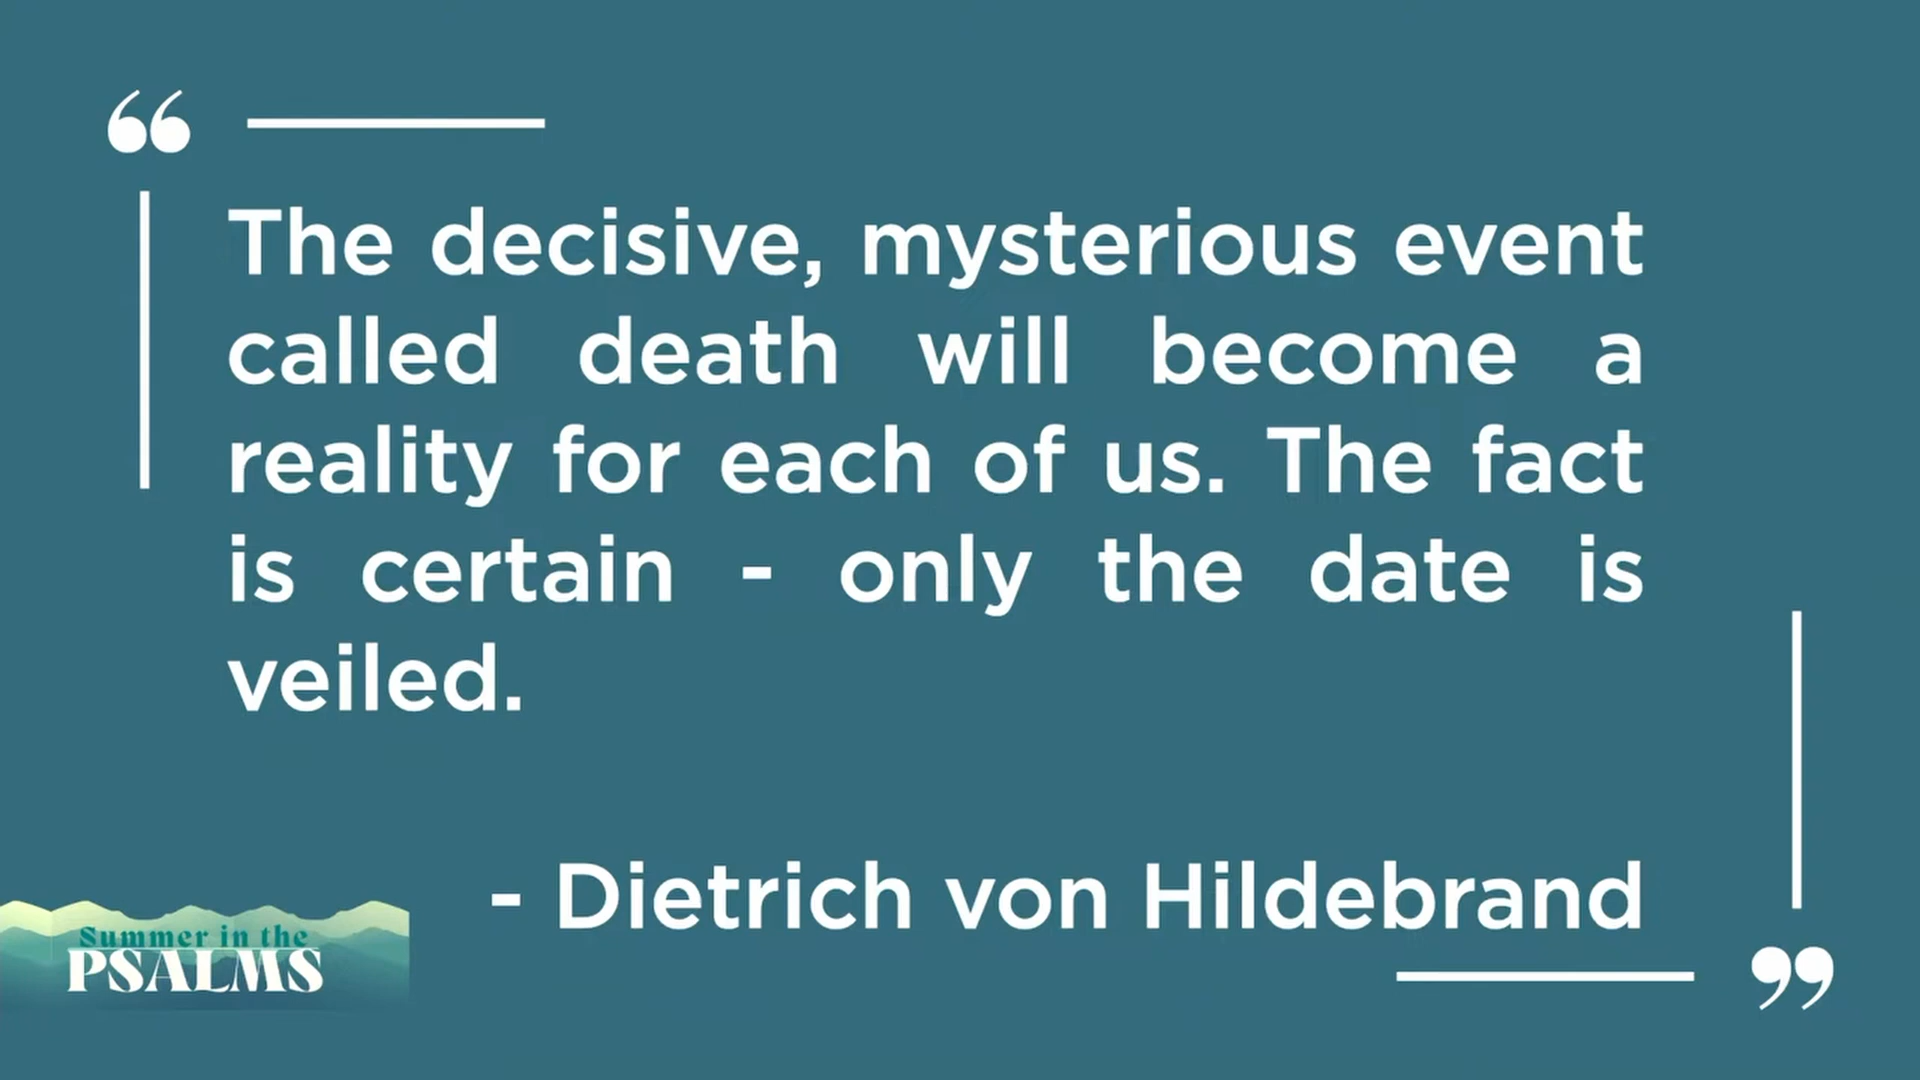 “
The decisive, mysterious event
called death will become a
reality for each of us. The fact
is certain - only the date is
veiled.
- Dietrich von Hildebrand
”
Summer in the
PSALMS